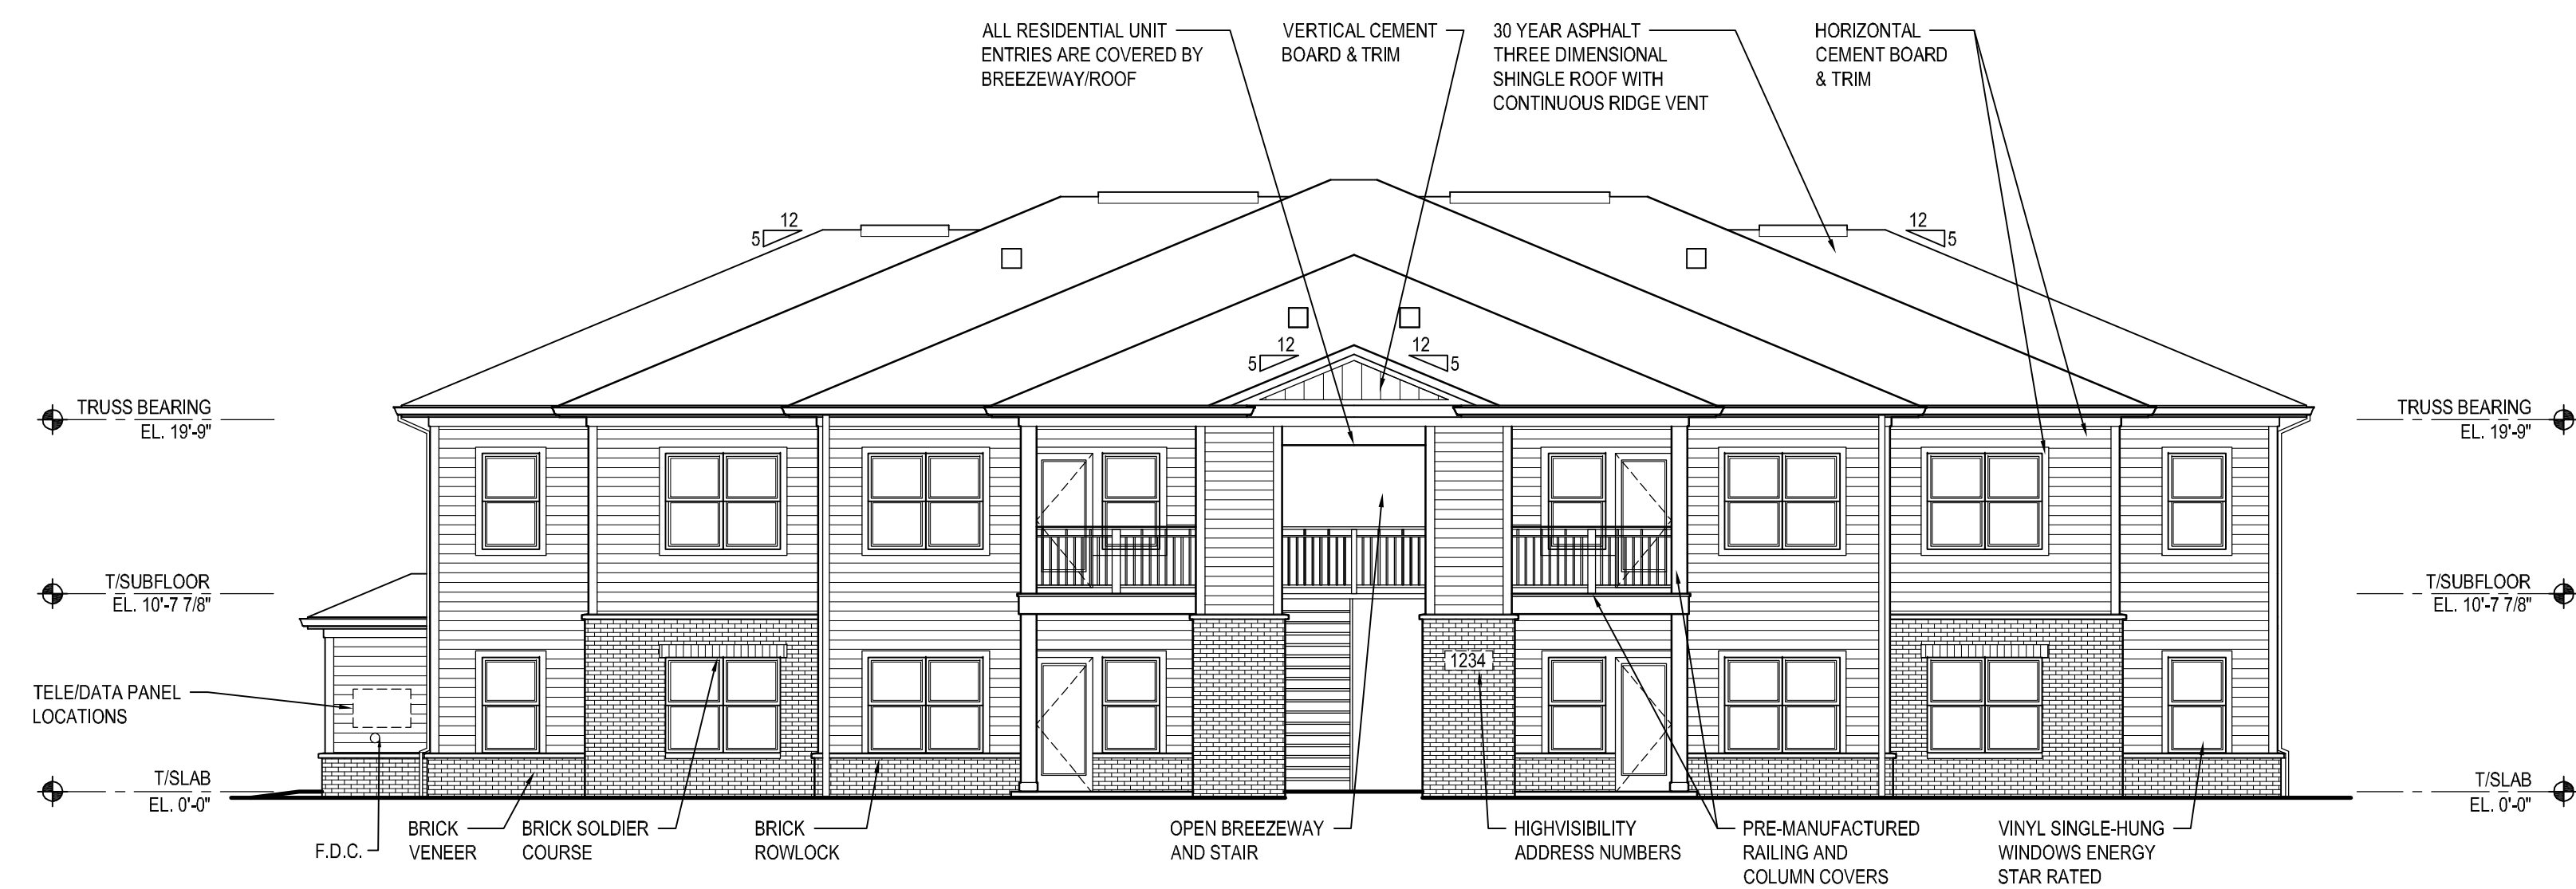 ALL RESIDENTIAL UNIT
ENTRIES ARE COVERED BY
BREEZEWAY/ROOF
VERTICAL CEMENT
BOARD & TRIM
30 YEAR ASPHALT
THREE DIMENSIONAL
SHINGLE ROOF WITH
CONTINUOUS RIDGE VENT
HORIZONTAL
CEMENT BOARD
& TRIM
12
5
12
5
12
5
12
5
TRUSS BEARING
EL. 19'-9"
TRUSS BEARING
EL. 19'-9"
T/SUBFLOOR
EL. 10'-7 7/8"
T/SUBFLOOR
EL. 10'-7 7/8"
1234
TELE/DATA PANEL
LOCATIONS
T/SLAB
EL. 0'-0"
T/SLAB
EL. 0'-0"
F.D.C.
BRICK
VENEER
BRICK SOLDIER
COURSE
BRICK
ROWLOCK
OPEN BREEZEWAY
AND STAIR
HIGHVISIBILITY
ADDRESS NUMBERS
PRE-MANUFACTURED
RAILING AND
COLUMN COVERS
VINYL SINGLE-HUNG
WINDOWS ENERGY
STAR RATED